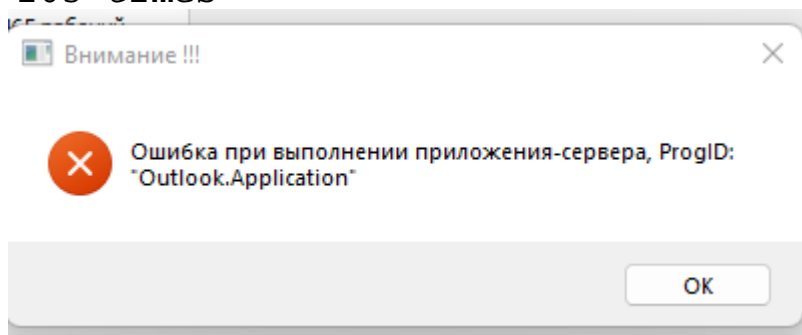 Внимание !!!
Ошибка при выполнении приложения-сервера, ProgID:
"Outlook.Application"
OK